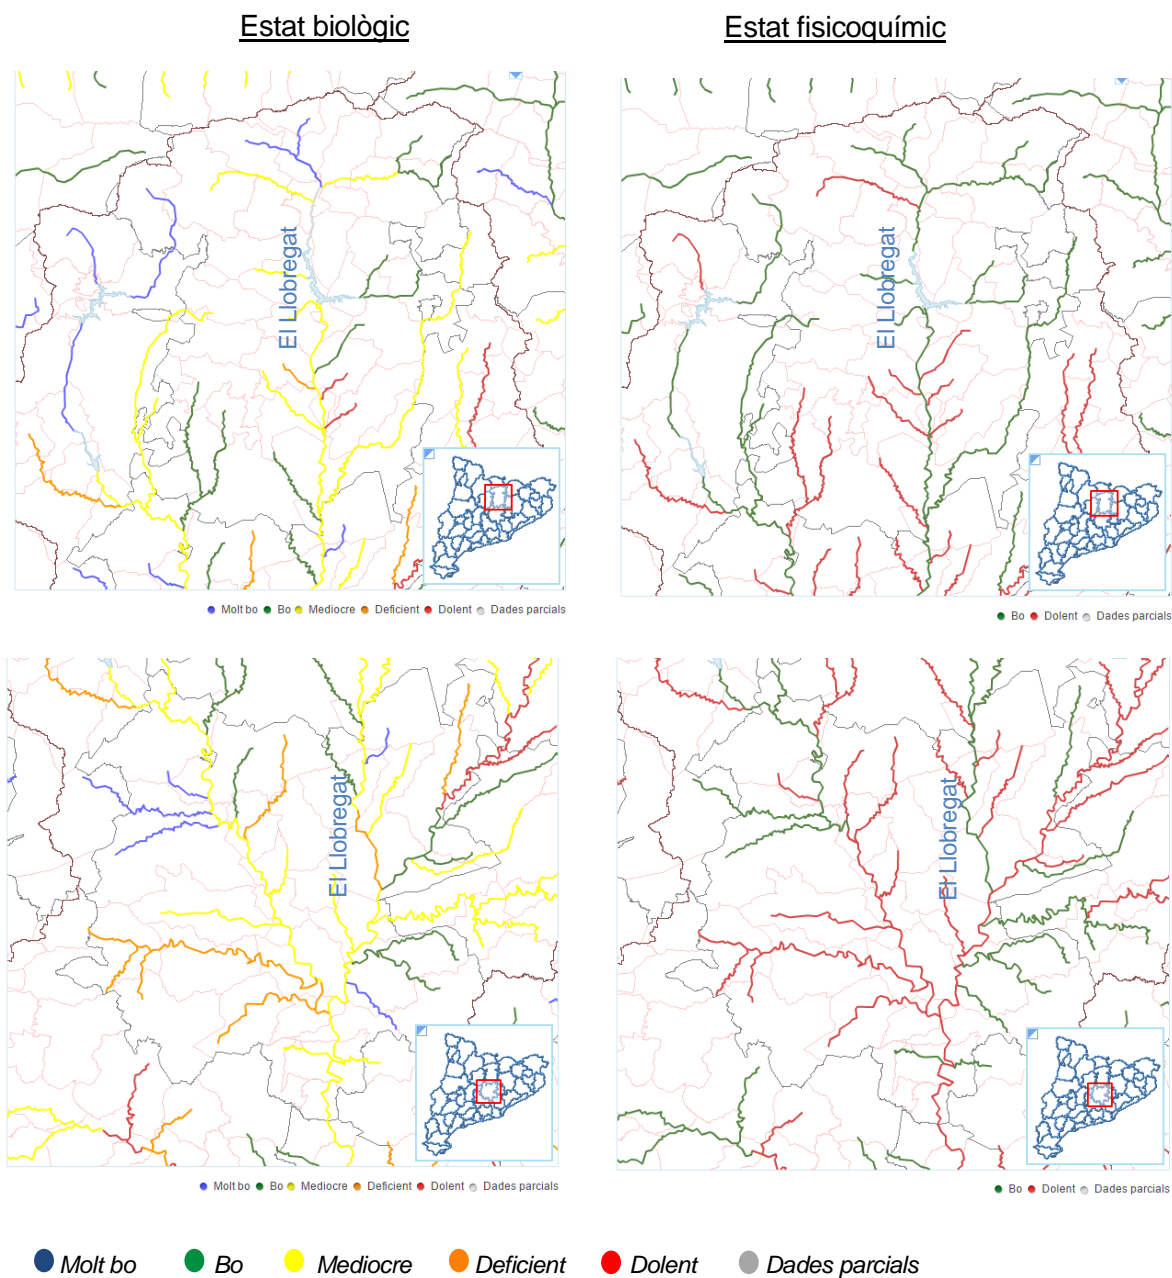 Estat biològic
Estat fisicoquímic
El Llobregat
El Llobregat
Molt bo Bo Mediocre Deficient Dolent Dades parcials
Bo Dolent Dades parcials
El Llobregat
El Llobregat
Molt bo Bo Mediocre Deficient Dolent Dades parcials
Bo Dolent Dades parcials
Molt bo Bo Mediocre Deficient Dolent Dades parcials